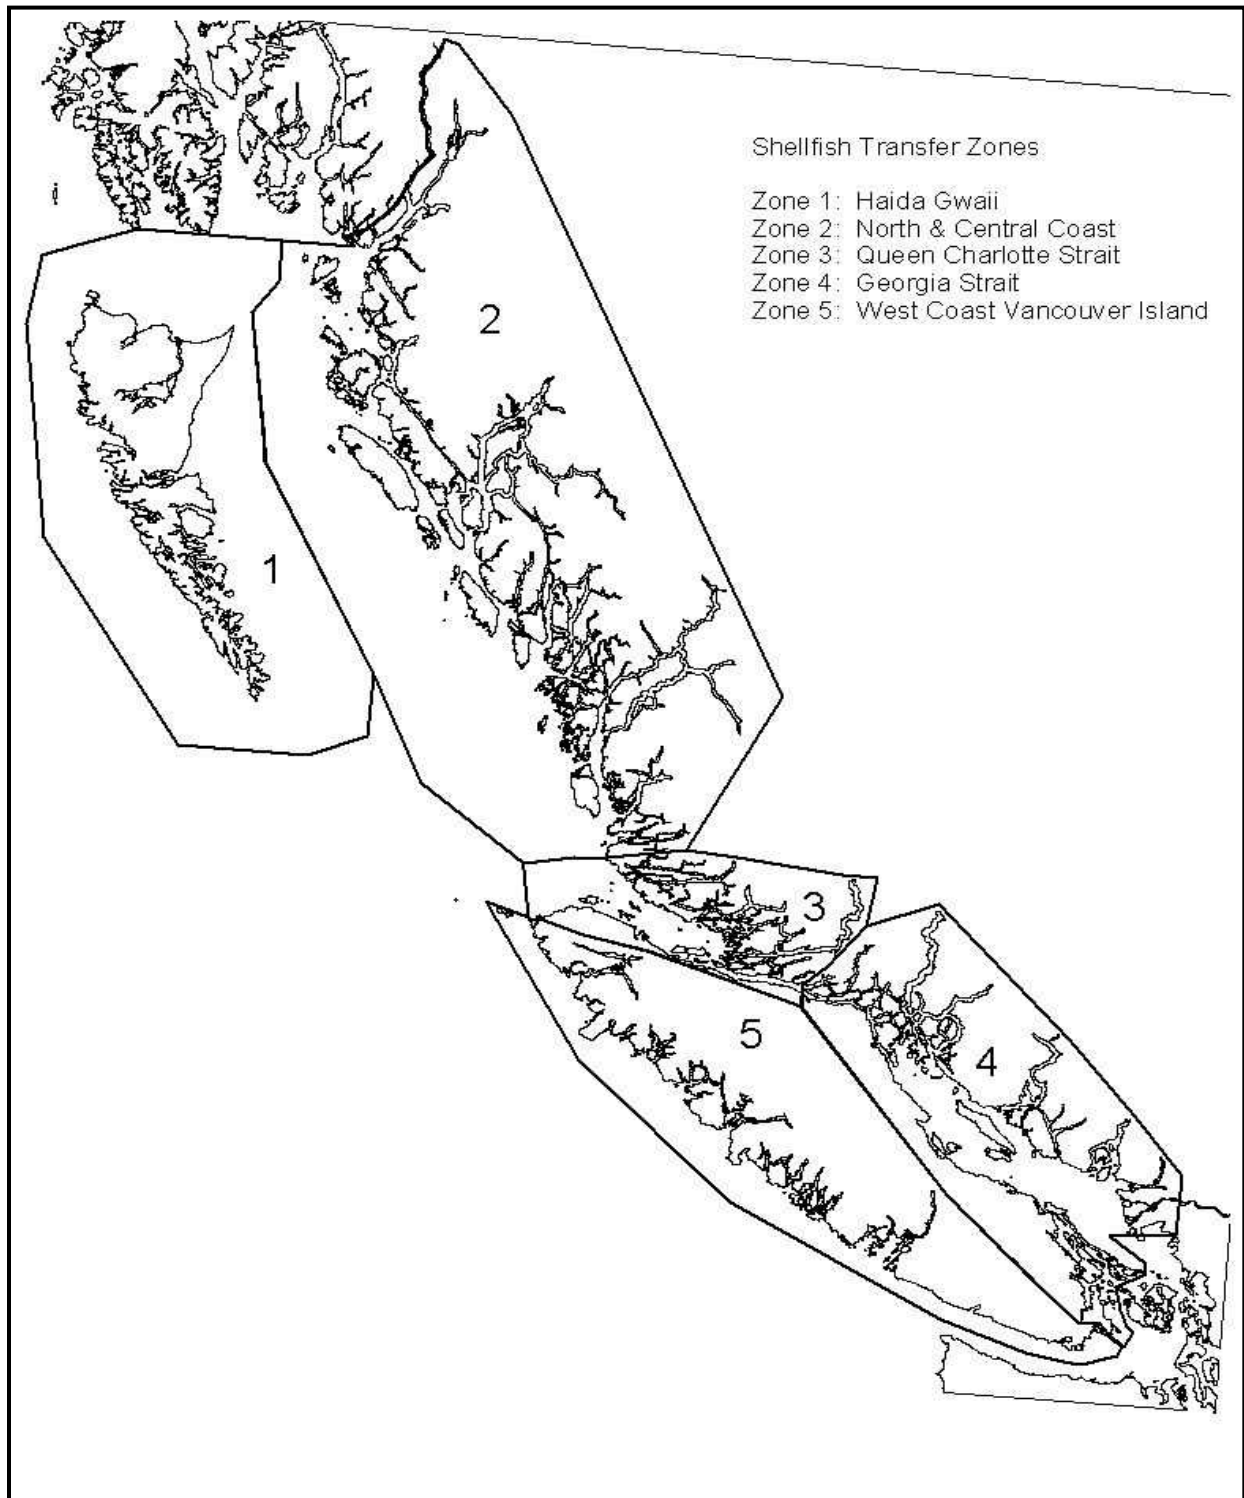 Shellfish Transfer Zones
Zone 1: Haida Gwaii
Zone 2: North & Central Coast
Zone 3: Queen Charlotte Strait
Zone 4: Georgia Strait
Zone 5: West Coast Vancouver Island
2
1
3
5
4